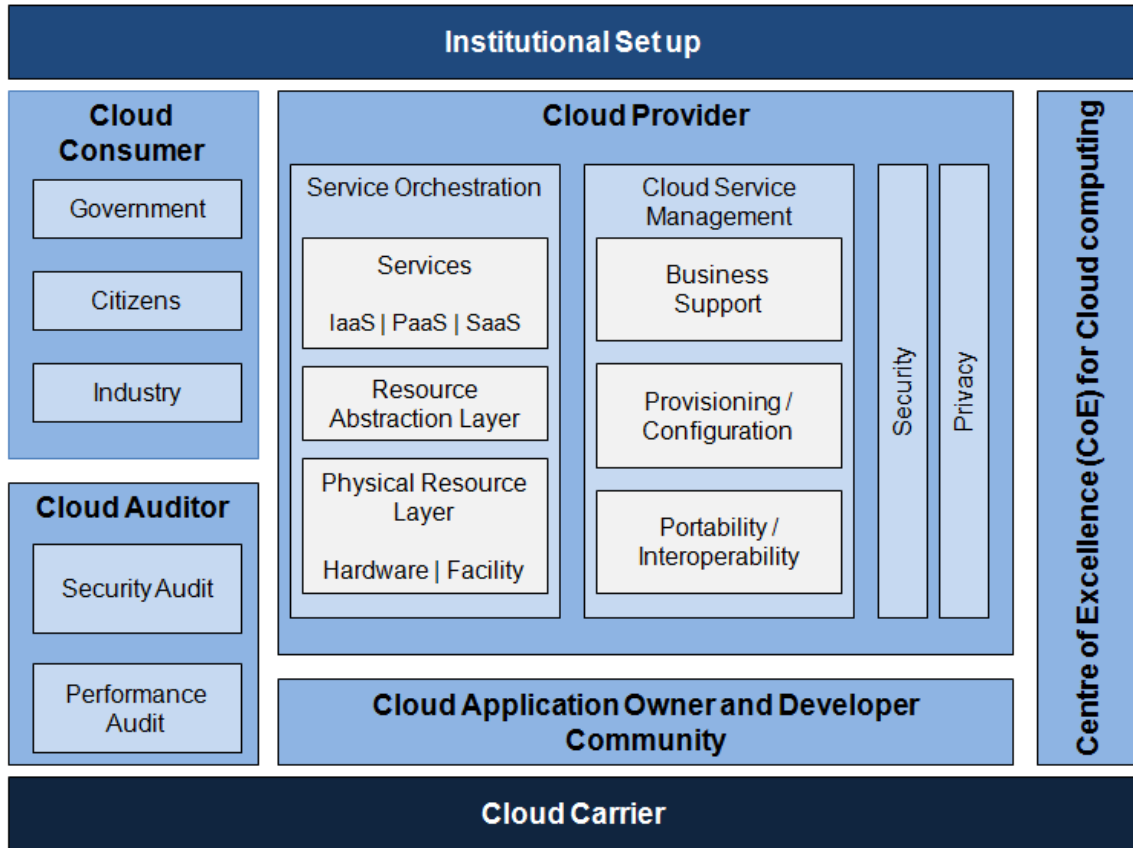 Institutional Set up
Cloud
Consumer
Government
Citizens
Industry
Cloud Auditor
Security Audit
Performance
Audit
Cloud Provider
Service Orchestration
Services
IaaS | PaaS | SaaS
Resource
Abstraction Layer
Physical Resource
Layer
Hardware | Facility
Cloud Service
Management
Business
Support
Provisioning /
Configuration
Portability /
Interoperability
Security
Privacy
Cloud Application Owner and Developer
Community
Centre of Excellence (CoE) for Cloud computing
Cloud Carrier